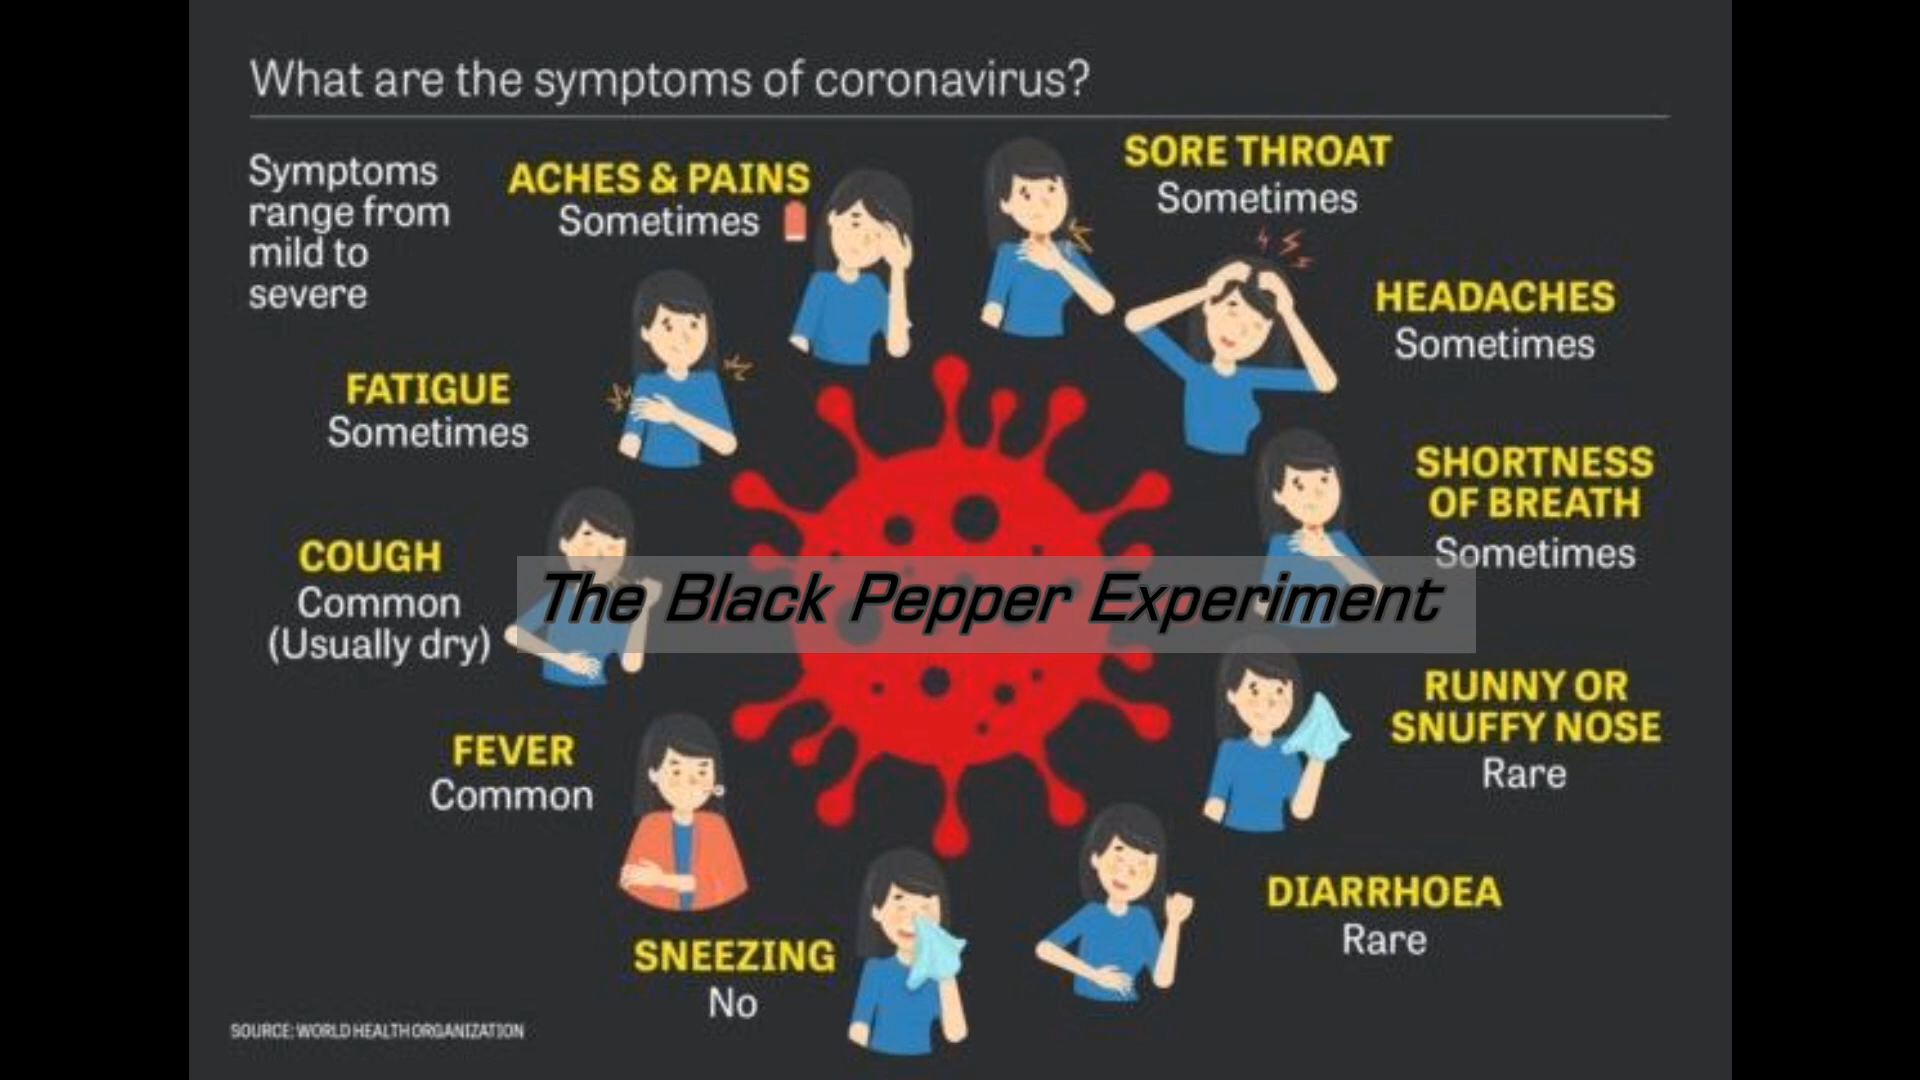 What are the symptoms of coronavirus?
Symptoms
range from
mild to
severe
ACHES & PAINS
Sometimes
SORE THROAT
Sometimes
HEADACHES
Sometimes
FATIGUE
Sometimes
SHORTNESS
OF BREATH
Sometimes
COUGH
Common
(Usually dry)
The Black Pepper Experiment
RUNNY OR
SNUFFY NOSE
Rare
FEVER
Common
DIARRHOEA
Rare
SNEEZING
No
SOURCE: WORLD HEALTH ORGANIZATION